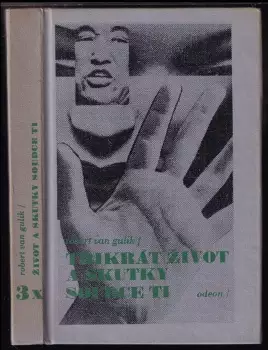 robert van gulik /
ŽIVOT A SKUTKY SOUDCE TI
3x
robert van gulik /
TŘIKRÁT ŽIVOT
A SKUTKY
SOUDCE TI
odeon /